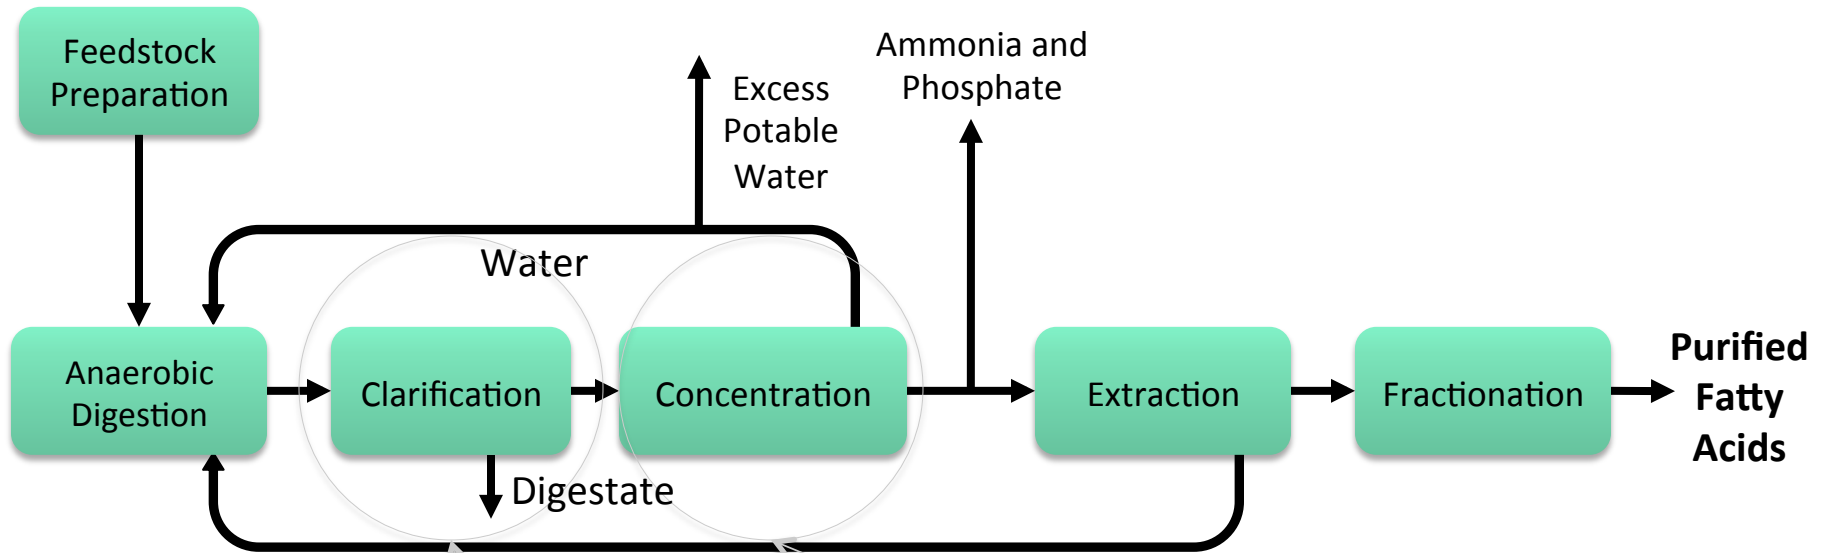 Feedstock
Preparation
Excess
Potable
Water
Ammonia and
Phosphate
Water
Anaerobic
Digestion
Clarification
Concentration
Extraction
Fractionation
Purified
Fatty
Acids
Digestate